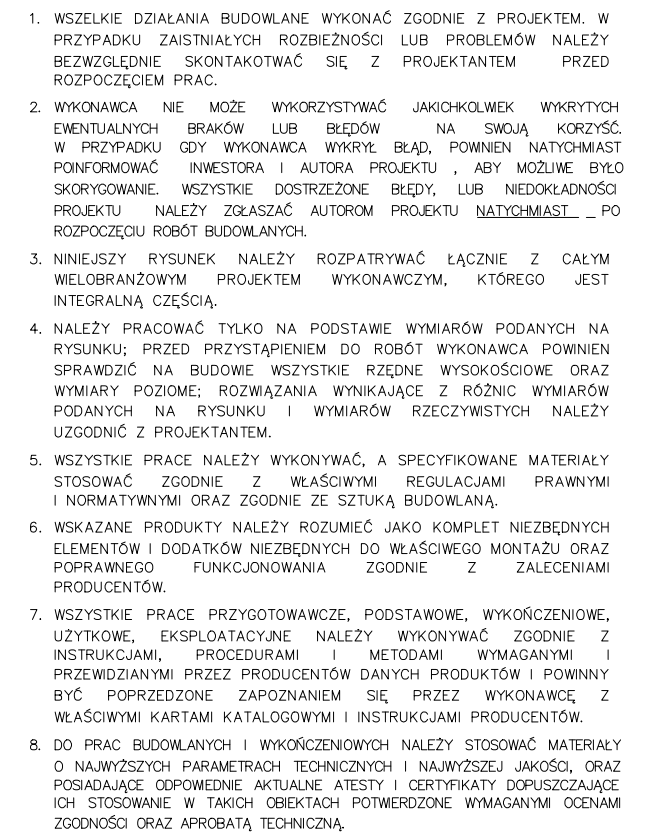 1. WSZELKIE DZIAŁANIA BUDOWLANE WYKONAĆ ZGODNIE Z PROJEKTEM. W
PRZYPADKU ZAISTNIAŁYCH ROZBIEŻNOŚCI LUB PROBLEMÓW NALEŻY
BEZWZGLĘDNIE SKONTAKOTWAĆ SIĘ Z PROJEKTANTEM PRZED
ROZPOCZĘCIEM PRAC.
2. WYKONAWCA NIE MOŻE WYKORZYSTYWAĆ JAKICHKOLWIEK WYKRYTYCH
EWENTUALNYCH BRAKÓW LUB BŁĘDÓW NA SWOJĄ KORZYŚĆ.
W PRZYPADKU GDY WYKONAWCA WYKRYŁ BŁĄD, POWINIEN NATYCHMIAST
POINFORMOWAĆ INWESTORA I AUTORA PROJEKTU , ABY MOŻLIWE BYŁO
SKORYGOWANIE. WSZYSTKIE DOSTRZEŻONE BŁĘDY, LUB NIEDOKŁADNOŚCI
PROJEKTU NALEŻY ZGŁASZAĆ AUTOROM PROJEKTU NATYCHMIAST _ PO
ROZPOCZĘCIU ROBÓT BUDOWLANYCH.
3. NINIEJSZY RYSUNEK NALEŻY ROZPATRYWAĆ ŁĄCZNIE Z CAŁYM
WIELOBRANŻOWYM PROJEKTEM WYKONAWCZYM, KTÓREGO JEST
INTEGRALNĄ CZĘŚCIĄ.
4. NALEŻY PRACOWAĆ TYLKO NA PODSTAWIE WYMIARÓW PODANYCH NA
RYSUNKU; PRZED PRZYSTĄPIENIEM DO ROBÓT WYKONAWCA POWINIEN
SPRAWDZIĆ NA BUDOWIE WSZYSTKIE RZĘDNE WYSOKOŚCIOWE ORAZ
WYMIARY POZIOME; ROZWIĄZANIA WYNIKAJĄCE Z RÓŻNIC WYMIARÓW
PODANYCH NA RYSUNKU I WYMIARÓW RZECZYWISTYCH NALEŻY
UZGODNIĆ Z PROJEKTANTEM.
5. WSZYSTKIE PRACE NALEŻY WYKONYWAĆ, A SPECYFIKOWANE MATERIAŁY
STOSOWAĆ ZGODNIE Z WŁAŚCIWYMI REGULACJAMI PRAWNYMI
I NORMATYWNYMI ORAZ ZGODNIE ZE SZTUKĄ BUDOWLANĄ.
6. WSKAZANE PRODUKTY NALEŻY ROZUMIEĆ JAKO KOMPLET NIEZBĘDNYCH
ELEMENTÓW I DODATKÓW NIEZBĘDNYCH DO WŁAŚCIWEGO MONTAŻU ORAZ
POPRAWNEGO FUNKCJONOWANIA ZGODNIE Z ZALECENIAMI
PRODUCENTÓW.
7. WSZYSTKIE PRACE PRZYGOTOWAWCZE, PODSTAWOWE, WYKOŃCZENIOWE,
UŻYTKOWE, EKSPLOATACYJNE NALEŻY WYKONYWAĆ ZGODNIE Z
INSTRUKCJAMI, PROCEDURAMI I METODAMI WYMAGANYMI I
PRZEWIDZIANYMI PRZEZ PRODUCENTÓW DANYCH PRODUKTÓW I POWINNY
BYĆ POPRZEDZONE ZAPOZNANIEM SIĘ PRZEZ WYKONAWCĘ Z
WŁAŚCIWYMI KARTAMI KATALOGOWYMI I INSTRUKCJAMI PRODUCENTÓW.
8. DO PRAC BUDOWLANYCH I WYKOŃCZENIOWYCH NALEŻY STOSOWAĆ MATERIAŁY
O NAJWYŻSZYCH PARAMETRACH TECHNICZNYCH I NAJWYŻSZEJ JAKOŚCI, ORAZ
POSIADAJĄCE ODPOWIEDNIE AKTUALNE ATESTY I CERTYFIKATY DOPUSZCZAJĄCE
ICH STOSOWANIE W TAKICH OBIEKTACH POTWIERDZONE WYMAGANYMI OCENAMI
ZGODNOŚCI ORAZ APROBATĄ TECHNICZNĄ.